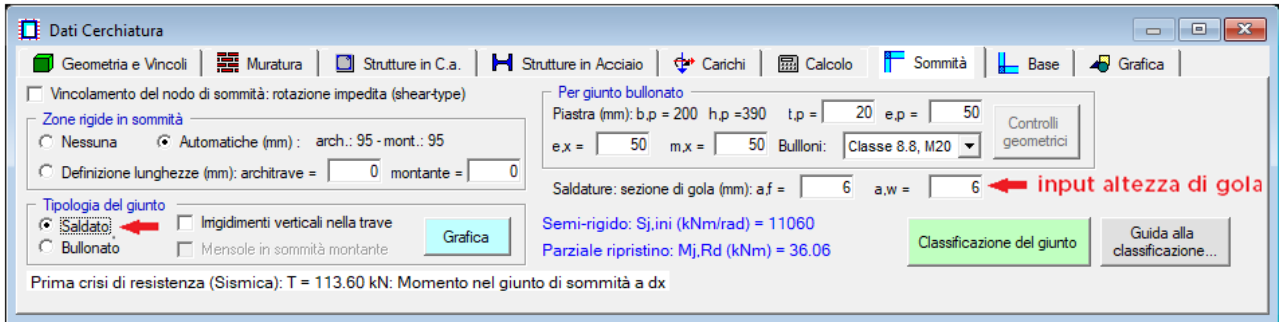 Dati Cerchiatura
Geometria e Vincoli Muratura Strutture in C.a. Strutture in Acciaio Carichi Calcolo Sommità Base Grafica
Vincolamento del nodo di sommità: rotazione impedita (shear-type)
Zone rigide in sommità
Nessuna Automatiche (mm) : arch.: 95 - mont.: 95
Definizione lunghezze (mm): architrave = 0 montante = 0
Tipologia del giunto
Saldato Irrigidimenti verticali nella trave
Bullonato Mensole in sommità montante
Grafica
Per giunto bullonato
Piastra (mm): b,p = 200 h,p =390 t,p = 20 e,p = 50
e,x = 50 m,x = 50 Bulloni: Classe 8.8, M20
Controlli
geometrici
Saldature: sezione di gola (mm): a,f = 6 a,w = 6 input altezza di gola
Semi-rigido: Sj,ini (kNm/rad) = 11060
Parziale ripristino: Mj,Rd (kNm) = 36.06
Classificazione del giunto
Guida alla
classificazione...
Prima crisi di resistenza (Sismica): T = 113.60 kN: Momento nel giunto di sommità a dx